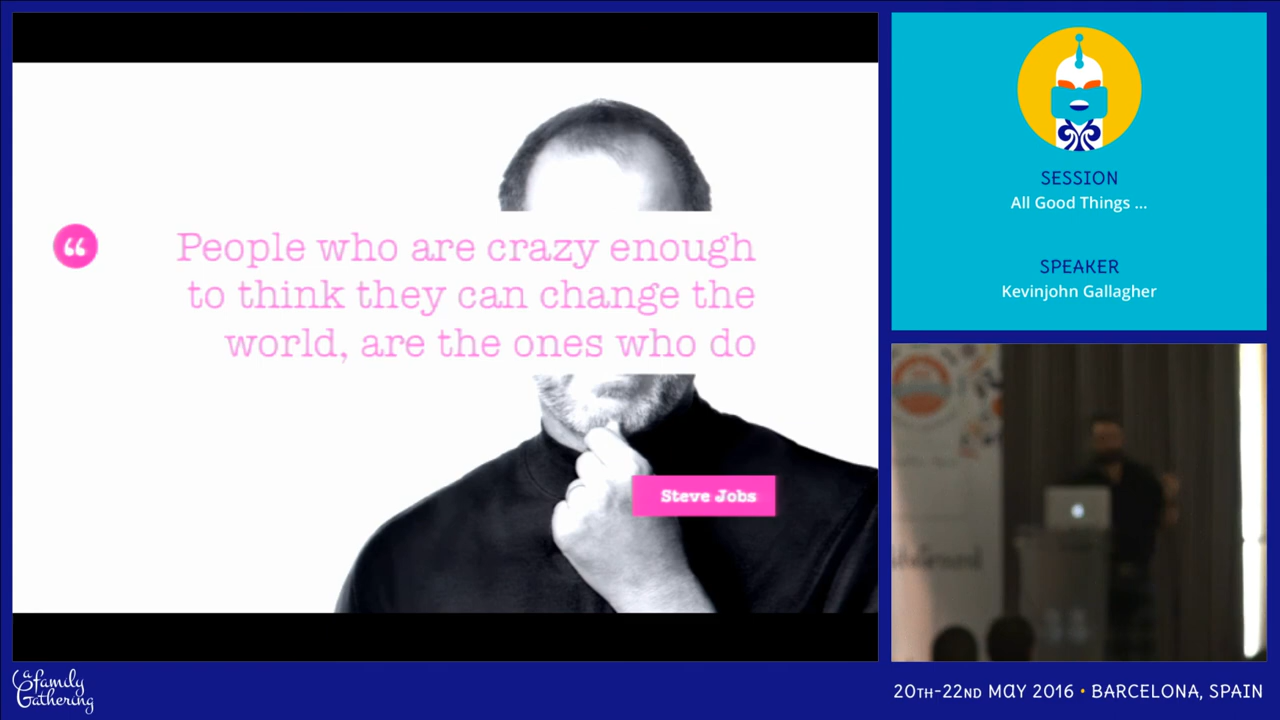 “
People who are crazy enough
to think they can change the
world, are the ones who do
Steve Jobs
SESSION
All Good Things ...
SPEAKER
Kevinjohn Gallagher
a family
Gathering
20TH-22ND MAY 2016 • BARCELONA, SPAIN